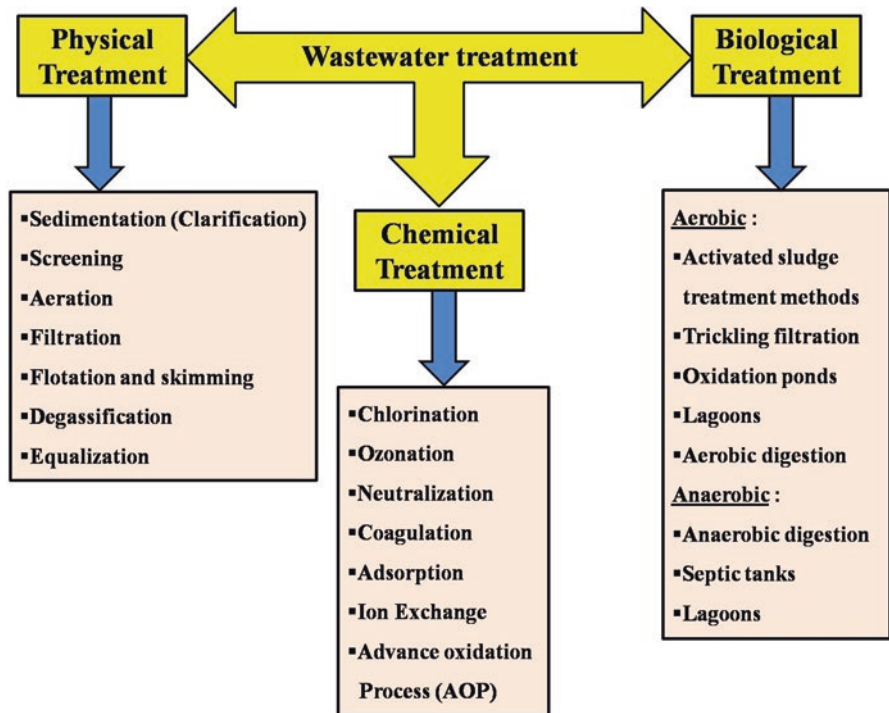 Physical
Treatment
Wastewater treatment
Biological
Treatment
▪Sedimentation (Clarification)
▪Screening
▪Aeration
▪Filtration
▪Flotation and skimming
▪Degassification
▪Equalization
Chemical
Treatment
▪Chlorination
▪Ozonation
▪Neutralization
▪Coagulation
▪Adsorption
▪Ion Exchange
▪Advance oxidation
Process (AOP)
Aerobic :
▪Activated sludge
treatment methods
▪Trickling filtration
▪Oxidation ponds
▪Lagoons
▪Aerobic digestion
Anaerobic :
▪Anaerobic digestion
▪Septic tanks
▪Lagoons